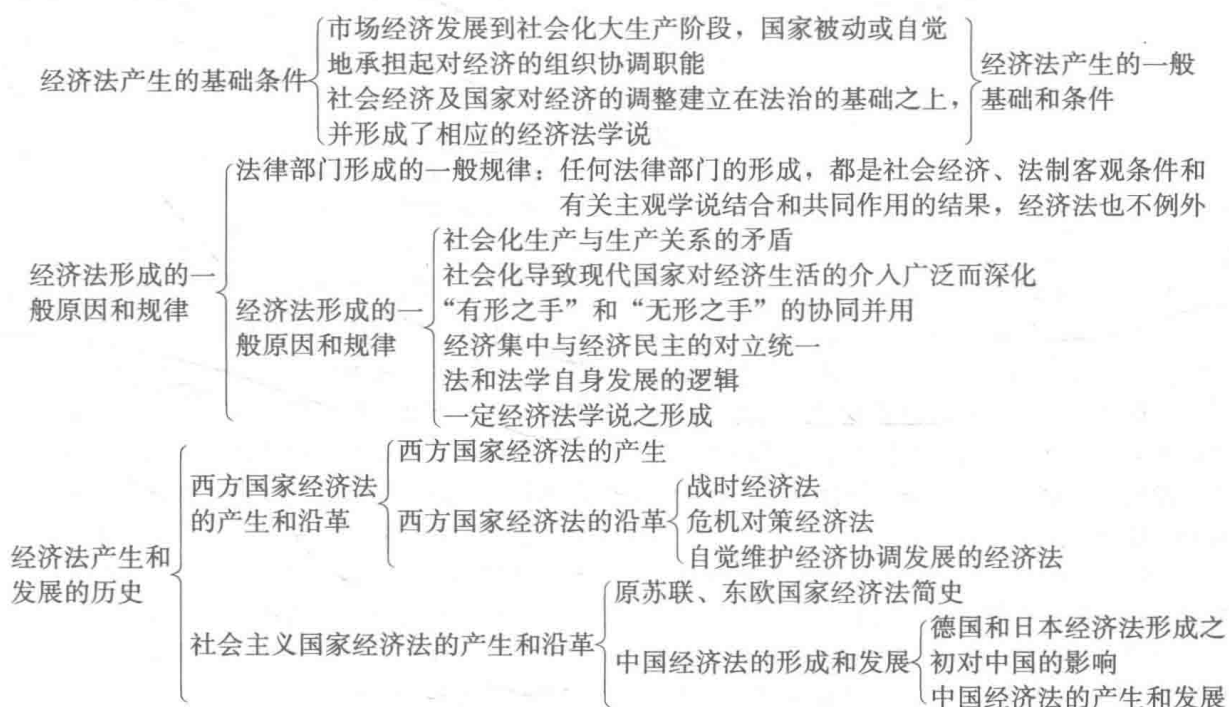 经济法产生的基础条件
市场经济发展到社会化大生产阶段，国家被动或自觉
地承担起对经济的组织协调职能
社会经济及国家对经济的调整建立在法治的基础之上，
并形成了相应的经济法学说
经济法产生的一般
基础和条件
经济法形成的一
般原因和规律
法律部门形成的一般规律：任何法律部门的形成，都是社会经济、法制客观条件和
有关主观学说结合和共同作用的结果，经济法也不例外
经济法形成的一
般原因和规律
社会化生产与生产关系的矛盾
社会化导致现代国家对经济生活的介入广泛而深化
“有形之手”和“无形之手”的协同并用
经济集中与经济民主的对立统一
法和法学自身发展的逻辑
一定经济法学说之形成
经济法产生和
发展的历史
西方国家经济法
的产生和沿革
西方国家经济法的产生
西方国家经济法的沿革
战时经济法
危机对策经济法
自觉维护经济协调发展的经济法
社会主义国家经济法的产生和沿革
原苏联、东欧国家经济法简史
中国经济法的形成和发展
德国和日本经济法形成之
初对中国的影响
中国经济法的产生和发展